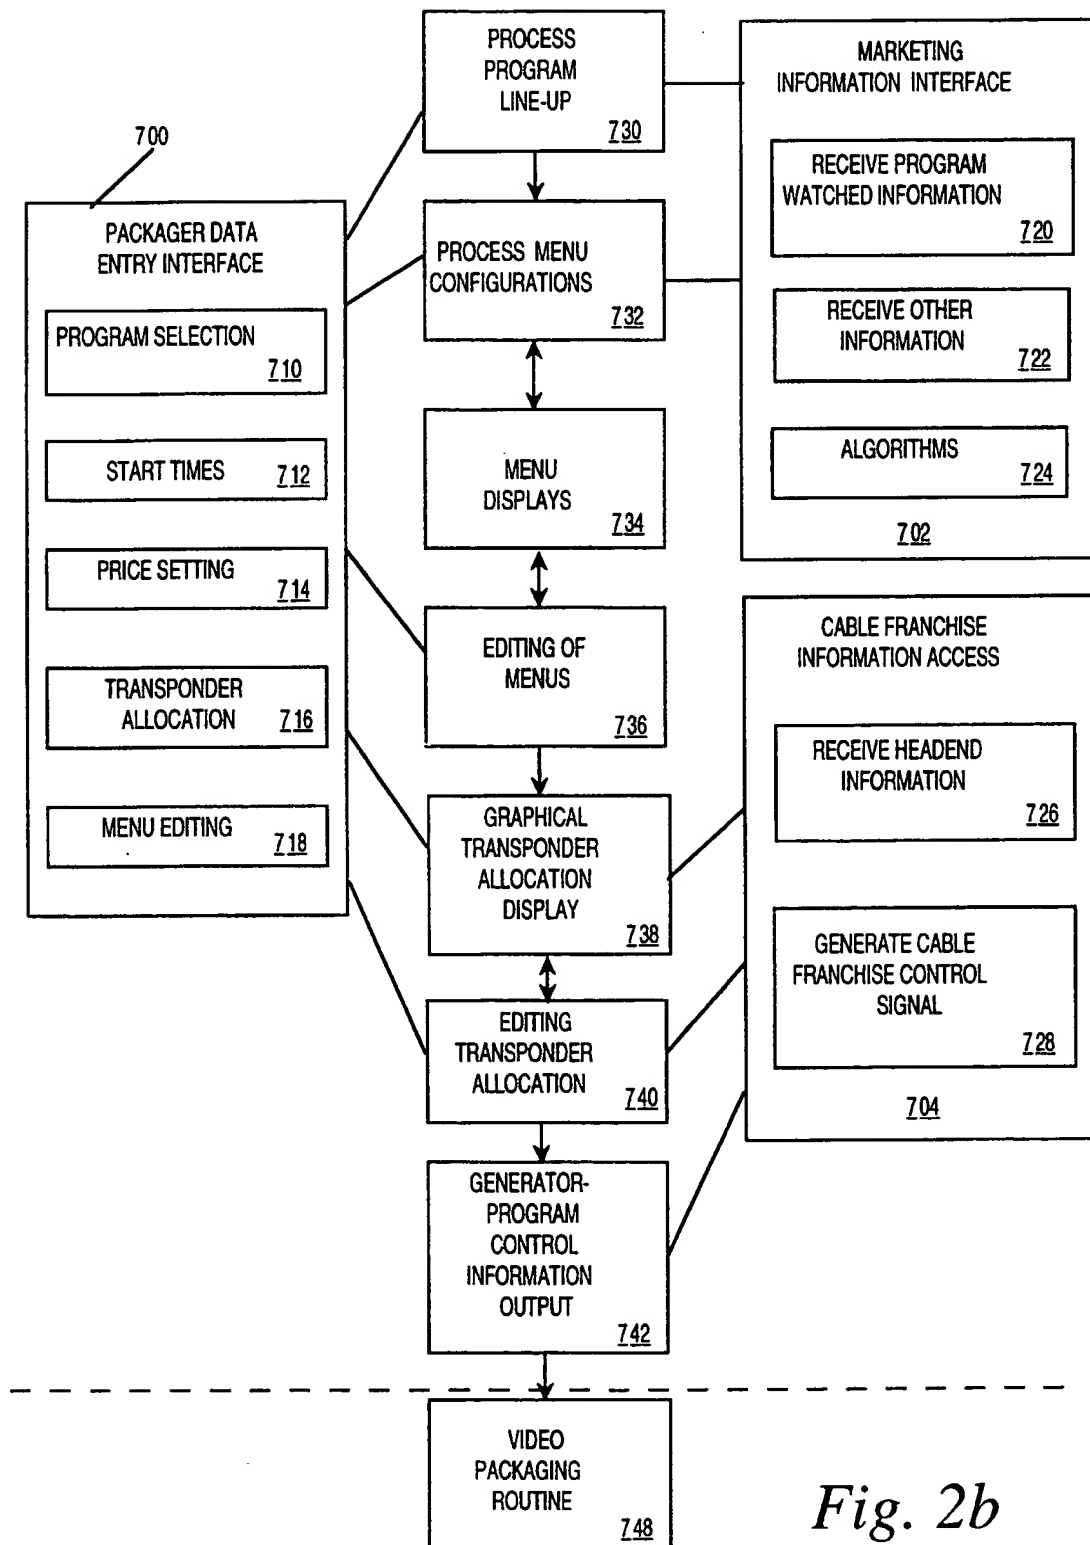 PROCESS
PROGRAM
LINE-UP
730
MARKETING
INFORMATION INTERFACE
RECEIVE PROGRAM
WATCHED INFORMATION
720
RECEIVE OTHER
INFORMATION
722
ALGORITHMS
724
702
700
PACKAGER DATA
ENTRY INTERFACE
PROGRAM SELECTION
710
START TIMES
712
PRICE SETTING
714
TRANSPONDER
ALLOCATION
716
MENU EDITING
718
PROCESS MENU
CONFIGURATIONS
732
MENU
DISPLAYS
734
EDITING OF
MENUS
736
GRAPHICAL
TRANSPONDER
ALLOCATION
DISPLAY
738
EDITING
TRANSPONDER
ALLOCATION
740
GENERATOR-
PROGRAM
CONTROL
INFORMATION
OUTPUT
742
CABLE FRANCHISE
INFORMATION ACCESS
RECEIVE HEADEND
INFORMATION
726
GENERATE CABLE
FRANCHISE CONTROL
SIGNAL
728
704
VIDEO
PACKAGING
ROUTINE
748
Fig. 2b